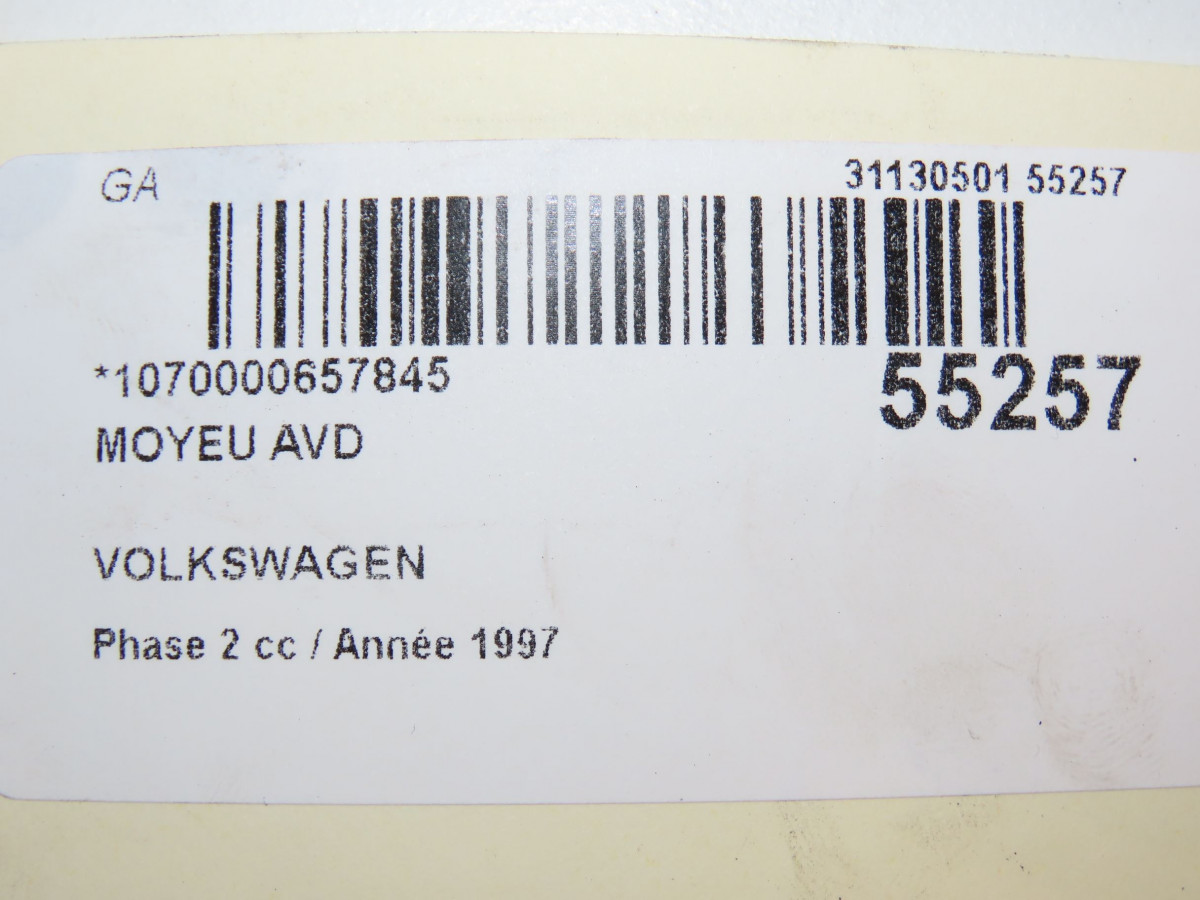 GA
31130501 55257
*1070000657845
55257
MOYEU AVD
VOLKSWAGEN
Phase 2 cc / Année 1997